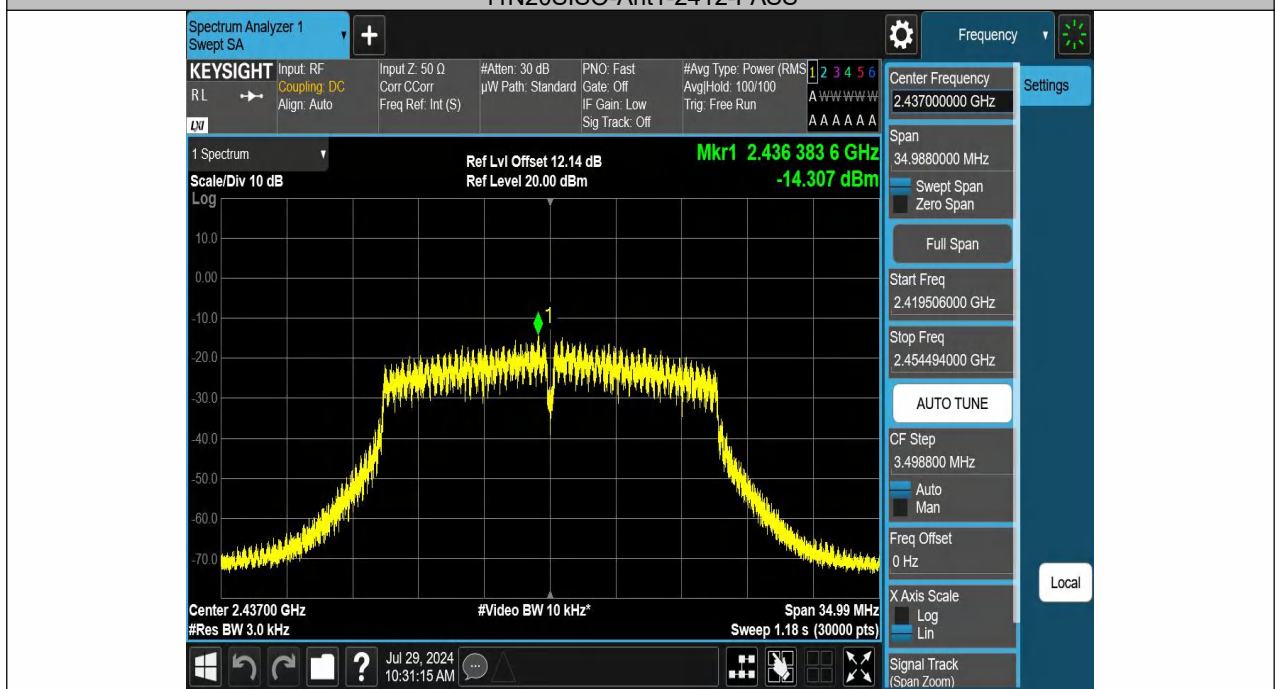 11N20SISO-Ant1-2412-PASS
Spectrum Analyzer 1
Swept SA
+
Frequency
KEYSIGHT
RL
LXI
Input: RF
Coupling: DC
Align: Auto
Input Z: 50 Ω
Corr CCorr
Freq Ref: Int (S)
#Atten: 30 dB
µW Path: Standard
PNO: Fast
Gate: Off
IF Gain: Low
Sig Track: Off
#Avg Type: Power (RMS
Avg|Hold: 100/100
Trig: Free Run
1 2 3 4 5 6
A W W W W W
A A A A A A
1 Spectrum
Scale/Div 10 dB
Log
Ref Lvl Offset 12.14 dB
Ref Level 20.00 dBm
Mkr1 2.436 383 6 GHz
-14.307 dBm
10.0
0.00
-10.0
-20.0
-30.0
-40.0
-50.0
-60.0
-70.0
1
Center 2.43700 GHz
#Res BW 3.0 kHz
#Video BW 10 kHz*
Span 34.99 MHz
Sweep 1.18 s (30000 pts)
?
Jul 29, 2024
10:31:15 AM
Center Frequency
2.437000000 GHz
Span
34.9880000 MHz
Swept Span
Zero Span
Full Span
Start Freq
2.419506000 GHz
Stop Freq
2.454494000 GHz
AUTO TUNE
CF Step
3.498800 MHz
Auto
Man
Freq Offset
0 Hz
X Axis Scale
Log
Lin
Signal Track
(Span Zoom)
Settings
Local